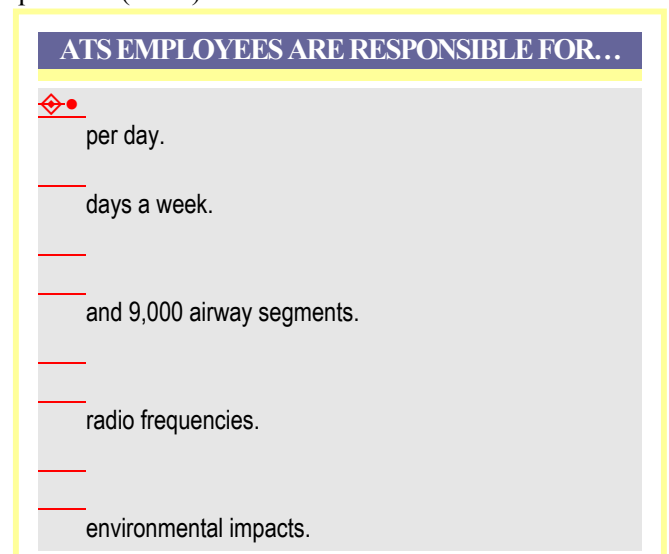 ATS EMPLOYEES ARE RESPONSIBLE FOR…
per day.
days a week.
and 9,000 airway segments.
radio frequencies.
environmental impacts.